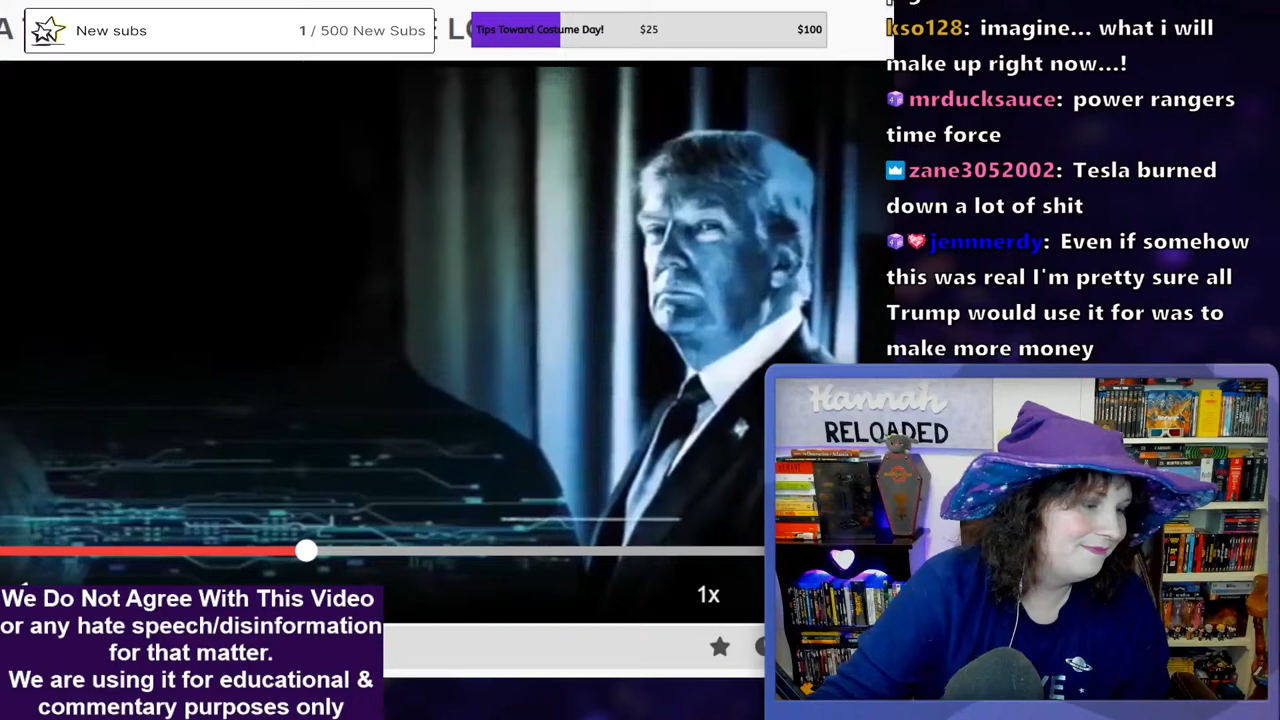 A
E LO
New subs
1 / 500 New Subs
Tips Toward Costume Day!
$25
$100
kso128: imagine... what i will
make up right now...!
mrducksauce: power rangers
time force
zane3052002: Tesla burned
down a lot of shit
jennnerdy: Even if somehow
this was real I'm pretty sure all
Trump would use it for was to
make more money
Hannah
RELOADED
1x
We Do Not Agree With This Video
or any hate speech/disinformation
for that matter.
We are using it for educational &
commentary purposes only